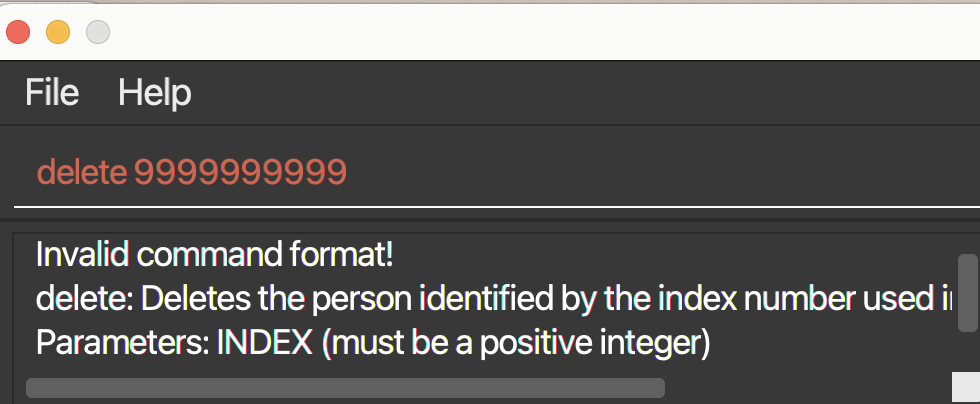 File Help
delete 9999999999
Invalid command format!
delete: Deletes the person identified by the index number used
Parameters: INDEX (must be a positive integer)